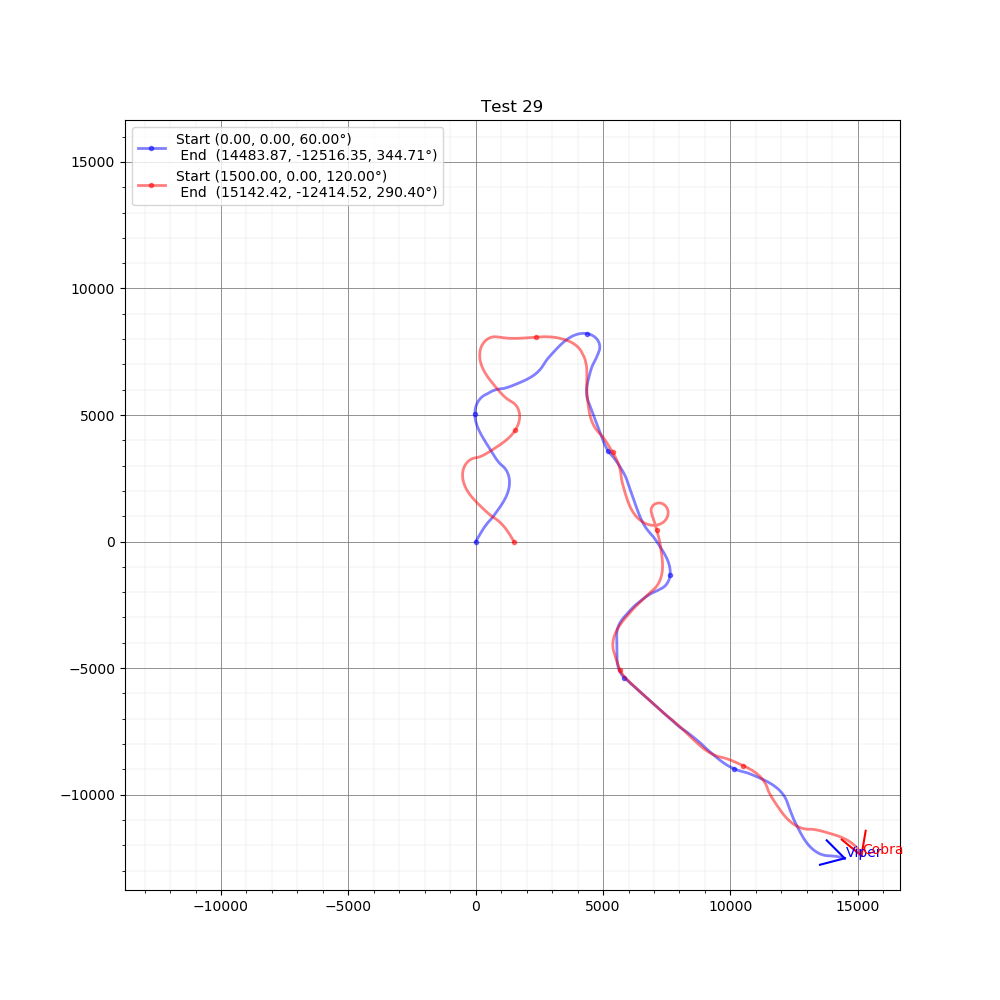 Test 29
Start (0.00, 0.00, 60.00°)
End (14483.87, -12516.35, 344.71°)
Start (1500.00, 0.00, 120.00°)
End (15142.42, -12414.52, 290.40°)
15000
10000
5000
0
−5000
−10000
Viper
Cobra
−10000
−5000
0
5000
10000
15000